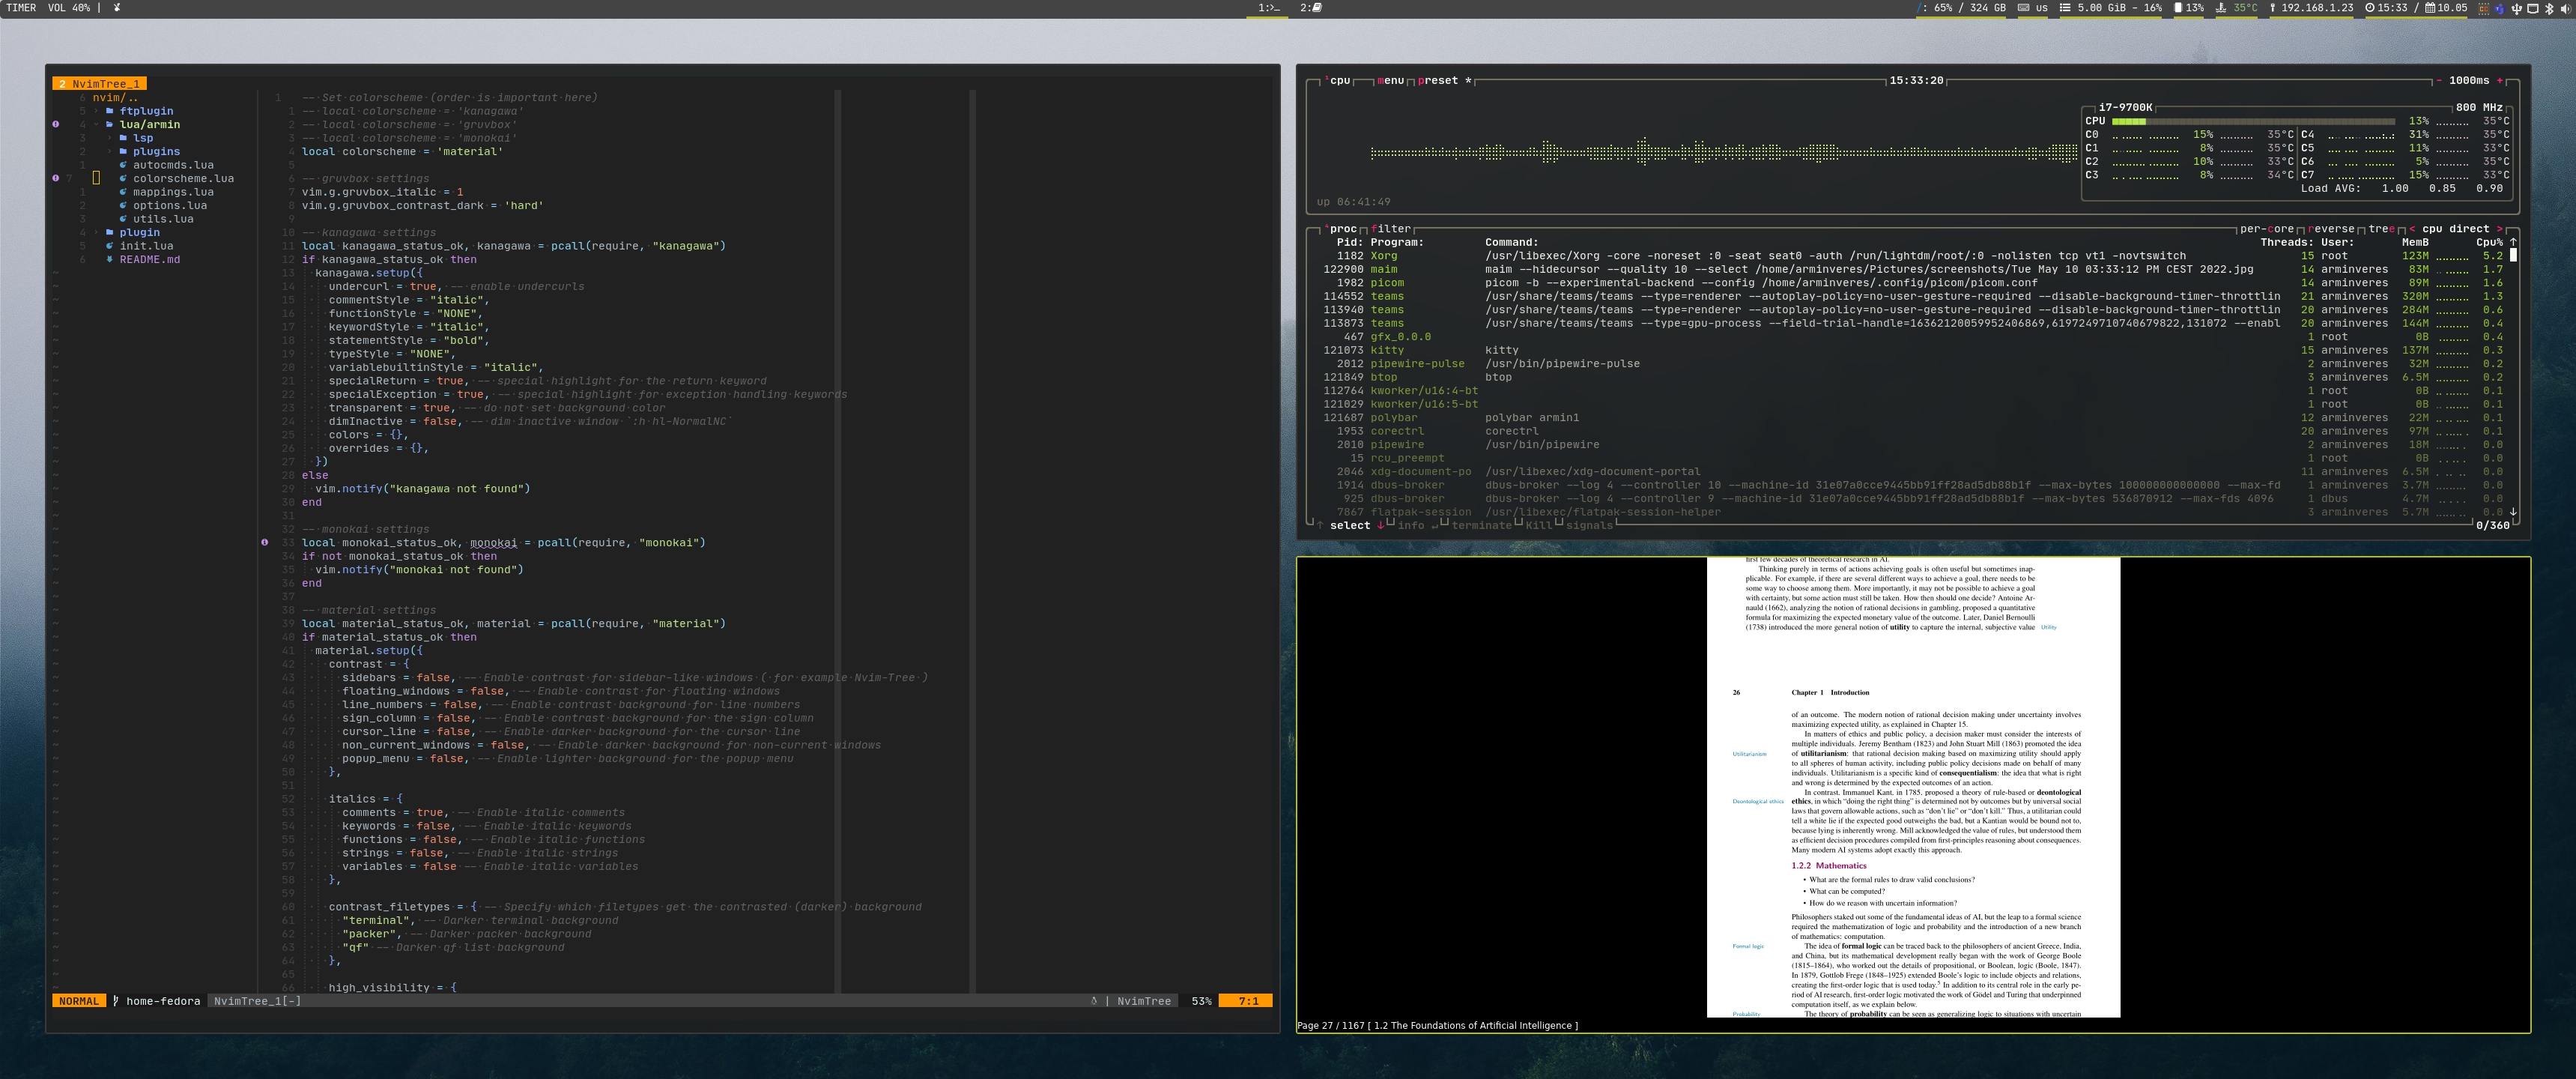 TIMER VOL 40% |
1:>_ 2:
/: 65% / 324 GB us 5.00 GiB - 16% 13% 35°C 192.168.1.23 15:33 / 10.05
2 NvimTree_1
6 nvim/..
5 ftplugin
4 lua/armin
3 lsp
2 plugins
1 autocmds.lua
7 colorscheme.lua
1 mappings.lua
2 options.lua
3 utils.lua
4 plugin
5 init.lua
6 README.md
1 -- Set colorscheme (order is important here)
1 -- local colorscheme = 'kanagawa'
2 -- local colorscheme = 'gruvbox'
3 -- local colorscheme = 'monokai'
4 local colorscheme = 'material'
5
6 -- gruvbox settings
7 vim.g.gruvbox_italic = 1
8 vim.g.gruvbox_contrast_dark = 'hard'
9
10 -- kanagawa settings
11 local kanagawa_status_ok, kanagawa = pcall(require, "kanagawa")
12 if kanagawa_status_ok then
13 kanagawa.setup({
14 undercurl = true, -- enable undercurls
15 commentStyle = "italic",
16 functionStyle = "NONE",
17 keywordStyle = "italic",
18 statementStyle = "bold",
19 typeStyle = "NONE",
20 variablebuiltinStyle = "italic",
21 specialReturn = true, -- special highlight for the return keyword
22 specialException = true, -- special highlight for exception handling keywords
23 transparent = true, -- do not set background color
24 dimInactive = false, -- dim inactive window `:h hl-NormalNC`
25 colors = {},
26 overrides = {},
27 })
28 else
29 vim.notify("kanagawa not found")
30 end
31
32 -- monokai settings
33 local monokai_status_ok, monokai = pcall(require, "monokai")
34 if not monokai_status_ok then
35 vim.notify("monokai not found")
36 end
37
38 -- material settings
39 local material_status_ok, material = pcall(require, "material")
40 if material_status_ok then
41 material.setup({
42 contrast = {
43 sidebars = false, -- Enable contrast for sidebar-like windows ( for example Nvim-Tree )
44 floating_windows = false, -- Enable contrast for floating windows
45 line_numbers = false, -- Enable contrast background for line numbers
46 sign_column = false, -- Enable contrast background for the sign column
47 cursor_line = false, -- Enable darker background for the cursor line
48 non_current_windows = false, -- Enable darker background for non-current windows
49 popup_menu = false, -- Enable lighter background for the popup menu
50 },
51
52 italics = {
53 comments = true, -- Enable italic comments
54 keywords = false, -- Enable italic keywords
55 functions = false, -- Enable italic functions
56 strings = false, -- Enable italic strings
57 variables = false -- Enable italic variables
58 },
59
60 contrast_filetypes = { -- Specify which filetypes get the contrasted (darker) background
61 "terminal", -- Darker terminal background
62 "packer", -- Darker packer background
63 "qf" -- Darker qf list background
64 },
65
66 high_visibility = {
NORMAL home-fedora NvimTree_1[-] | NvimTree 53% 7:1
¹cpu menu preset * 15:33:20 - 1000ms +
i7-9700K 800 MHz
CPU 13% 35°C
C0 15% 35°C C4 31% 35°C
C1 8% 35°C C5 11% 33°C
C2 10% 33°C C6 5% 35°C
C3 8% 34°C C7 15% 33°C
Load AVG: 1.00 0.85 0.90
up 06:41:49
⁴proc filter per-core reverse tree < cpu direct >
Pid: Program: Command: Threads: User: MemB Cpu% ↑
1182 Xorg /usr/libexec/Xorg -core -noreset :0 -seat seat0 -auth /run/lightdm/root/:0 -nolisten tcp vt1 -novtswitch 15 root 123M 5.2
122900 maim maim --hidecursor --quality 10 --select /home/arminveres/Pictures/screenshots/Tue May 10 03:33:12 PM CEST 2022.jpg 14 arminveres 83M 1.7
1982 picom picom -b --experimental-backend --config /home/arminveres/.config/picom/picom.conf 14 arminveres 89M 1.6
114552 teams /usr/share/teams/teams --type=renderer --autoplay-policy=no-user-gesture-required --disable-background-timer-throttlin 21 arminveres 320M 1.3
113940 teams /usr/share/teams/teams --type=renderer --autoplay-policy=no-user-gesture-required --disable-background-timer-throttlin 20 arminveres 284M 0.6
113873 teams /usr/share/teams/teams --type=gpu-process --field-trial-handle=16362120059952406869,6197249710740679822,131072 --enabl 20 arminveres 144M 0.4
467 gfx_0.0.0 1 root 0B 0.4
121073 kitty kitty 15 arminveres 137M 0.3
2012 pipewire-pulse /usr/bin/pipewire-pulse 2 arminveres 32M 0.2
121849 btop btop 3 arminveres 6.5M 0.2
112764 kworker/u16:4-bt 1 root 0B 0.1
121029 kworker/u16:5-bt 1 root 0B 0.1
121687 polybar polybar armin1 12 arminveres 22M 0.1
1953 corectrl corectrl 20 arminveres 97M 0.1
2010 pipewire /usr/bin/pipewire 2 arminveres 18M 0.0
15 rcu_preempt 1 root 0B 0.0
2046 xdg-document-po /usr/libexec/xdg-document-portal 11 arminveres 6.5M 0.0
1914 dbus-broker dbus-broker --log 4 --controller 10 --machine-id 31e07a0cce9445bb91ff28ad5db88b1f --max-bytes 100000000000000 --max-fd 1 arminveres 3.7M 0.0
925 dbus-broker dbus-broker --log 4 --controller 9 --machine-id 31e07a0cce9445bb91ff28ad5db88b1f --max-bytes 536870912 --max-fds 4096 1 dbus 4.7M 0.0
7867 flatpak-session /usr/libexec/flatpak-session-helper 3 arminveres 5.7M 0.0 ↓
↑ select ↓ info ↵ terminate Kill signals 0/360
first few decades of theoretical research in AI.
Thinking purely in terms of actions achieving goals is often useful but sometimes inap-
plicable. For example, if there are several different ways to achieve a goal, there needs to be
some way to choose among them. More importantly, it may not be possible to achieve a goal
with certainty, but some action must still be taken. How then should one decide? Antoine Ar-
nauld (1662), analyzing the notion of rational decisions in gambling, proposed a quantitative
formula for maximizing the expected monetary value of the outcome. Later, Daniel Bernoulli
(1738) introduced the more general notion of utility to capture the internal, subjective value Utility
26 Chapter 1 Introduction
of an outcome. The modern notion of rational decision making under uncertainty involves
maximizing expected utility, as explained in Chapter 15.
In matters of ethics and public policy, a decision maker must consider the interests of
multiple individuals. Jeremy Bentham (1823) and John Stuart Mill (1863) promoted the idea
Utilitarianism of utilitarianism: that rational decision making based on maximizing utility should apply
to all spheres of human activity, including public policy decisions made on behalf of many
individuals. Utilitarianism is a specific kind of consequentialism: the idea that what is right
and wrong is determined by the expected outcomes of an action.
In contrast, Immanuel Kant, in 1785, proposed a theory of rule-based or deontological
Deontological ethics ethics, in which “doing the right thing” is determined not by outcomes but by universal social
laws that govern allowable actions, such as “don’t lie” or “don’t kill.” Thus, a utilitarian could
tell a white lie if the expected good outweighs the bad, but a Kantian would be bound not to,
because lying is inherently wrong. Mill acknowledged the value of rules, but understood them
as efficient decision procedures compiled from first-principles reasoning about consequences.
Many modern AI systems adopt exactly this approach.
1.2.2 Mathematics
• What are the formal rules to draw valid conclusions?
• What can be computed?
• How do we reason with uncertain information?
Philosophers staked out some of the fundamental ideas of AI, but the leap to a formal science
required the mathematization of logic and probability and the introduction of a new branch
of mathematics: computation.
Formal logic The idea of formal logic can be traced back to the philosophers of ancient Greece, India,
and China, but its mathematical development really began with the work of George Boole
(1815–1864), who worked out the details of propositional, or Boolean, logic (Boole, 1847).
In 1879, Gottlob Frege (1848–1925) extended Boole’s logic to include objects and relations,
creating the first-order logic that is used today.⁵ In addition to its central role in the early pe-
riod of AI research, first-order logic motivated the work of Gödel and Turing that underpinned
computation itself, as we explain below.
Probability The theory of probability can be seen as generalizing logic to situations with uncertain
Page 27 / 1167 [ 1.2 The Foundations of Artificial Intelligence ]